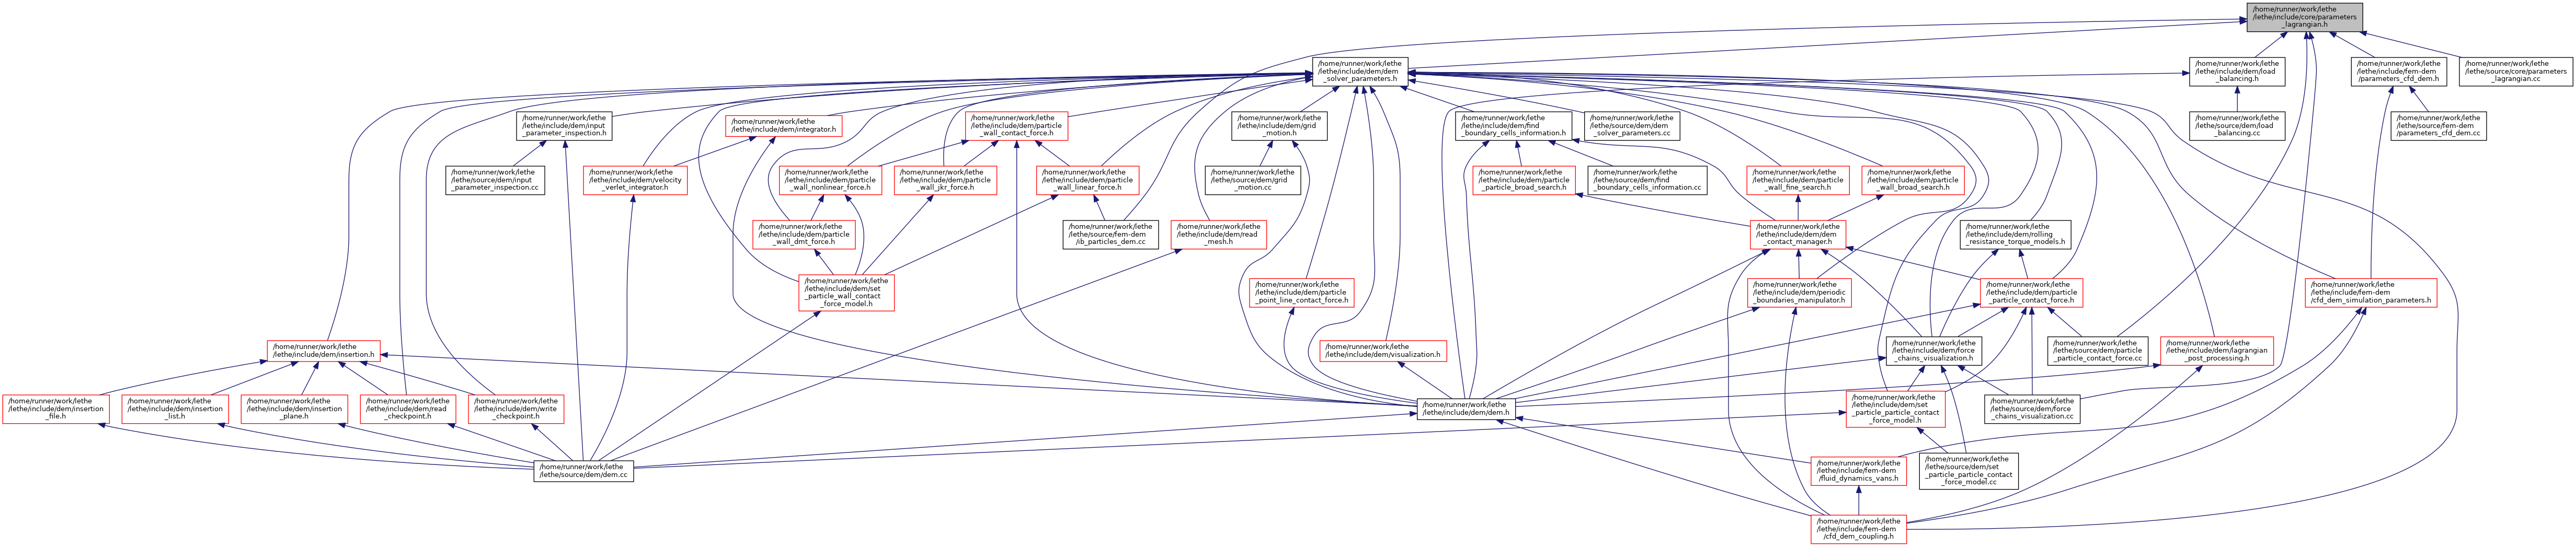 /home/runner/work/lethe
/lethe/include/core/parameters
_lagrangian.h
/home/runner/work/lethe
/lethe/include/dem/dem
_solver_parameters.h
/home/runner/work/lethe
/lethe/include/dem/load
_balancing.h
/home/runner/work/lethe
/lethe/include/fem-dem
/parameters_cfd_dem.h
/home/runner/work/lethe
/lethe/source/core/parameters
_lagrangian.cc
/home/runner/work/lethe
/lethe/include/dem/input
_parameter_inspection.h
/home/runner/work/lethe
/lethe/include/dem/integrator.h
/home/runner/work/lethe
/lethe/include/dem/particle
_wall_contact_force.h
/home/runner/work/lethe
/lethe/include/dem/grid
_motion.h
/home/runner/work/lethe
/lethe/include/dem/find
_boundary_cells_information.h
/home/runner/work/lethe
/lethe/source/dem/dem
_solver_parameters.cc
/home/runner/work/lethe
/lethe/source/dem/load
_balancing.cc
/home/runner/work/lethe
/lethe/source/fem-dem
/parameters_cfd_dem.cc
/home/runner/work/lethe
/lethe/source/dem/input
_parameter_inspection.cc
/home/runner/work/lethe
/lethe/include/dem/velocity
_verlet_integrator.h
/home/runner/work/lethe
/lethe/include/dem/particle
_wall_nonlinear_force.h
/home/runner/work/lethe
/lethe/include/dem/particle
_wall_jkr_force.h
/home/runner/work/lethe
/lethe/include/dem/particle
_wall_linear_force.h
/home/runner/work/lethe
/lethe/source/dem/grid
_motion.cc
/home/runner/work/lethe
/lethe/include/dem/particle
_particle_broad_search.h
/home/runner/work/lethe
/lethe/source/dem/find
_boundary_cells_information.cc
/home/runner/work/lethe
/lethe/include/dem/particle
_wall_fine_search.h
/home/runner/work/lethe
/lethe/include/dem/particle
_wall_broad_search.h
/home/runner/work/lethe
/lethe/include/dem/particle
_wall_dmt_force.h
/home/runner/work/lethe
/lethe/source/fem-dem
/ib_particles_dem.cc
/home/runner/work/lethe
/lethe/include/dem/read
_mesh.h
/home/runner/work/lethe
/lethe/include/dem/dem
_contact_manager.h
/home/runner/work/lethe
/lethe/include/dem/rolling
_resistance_torque_models.h
/home/runner/work/lethe
/lethe/include/dem/set
_particle_wall_contact
_force_model.h
/home/runner/work/lethe
/lethe/include/dem/particle
_point_line_contact_force.h
/home/runner/work/lethe
/lethe/include/dem/periodic
_boundaries_manipulator.h
/home/runner/work/lethe
/lethe/include/dem/particle
_particle_contact_force.h
/home/runner/work/lethe
/lethe/include/fem-dem
/cfd_dem_simulation_parameters.h
/home/runner/work/lethe
/lethe/include/dem/insertion.h
/home/runner/work/lethe
/lethe/include/dem/visualization.h
/home/runner/work/lethe
/lethe/include/dem/force
_chains_visualization.h
/home/runner/work/lethe
/lethe/source/dem/particle
_particle_contact_force.cc
/home/runner/work/lethe
/lethe/include/dem/lagrangian
_post_processing.h
/home/runner/work/lethe
/lethe/include/dem/insertion
_file.h
/home/runner/work/lethe
/lethe/include/dem/insertion
_list.h
/home/runner/work/lethe
/lethe/include/dem/insertion
_plane.h
/home/runner/work/lethe
/lethe/include/dem/read
_checkpoint.h
/home/runner/work/lethe
/lethe/include/dem/write
_checkpoint.h
/home/runner/work/lethe
/lethe/include/dem/dem.h
/home/runner/work/lethe
/lethe/include/dem/set
_particle_particle_contact
_force_model.h
/home/runner/work/lethe
/lethe/source/dem/force
_chains_visualization.cc
/home/runner/work/lethe
/lethe/source/dem/dem.cc
/home/runner/work/lethe
/lethe/include/fem-dem
/fluid_dynamics_vans.h
/home/runner/work/lethe
/lethe/source/dem/set
_particle_particle_contact
_force_model.cc
/home/runner/work/lethe
/lethe/include/fem-dem
/cfd_dem_coupling.h